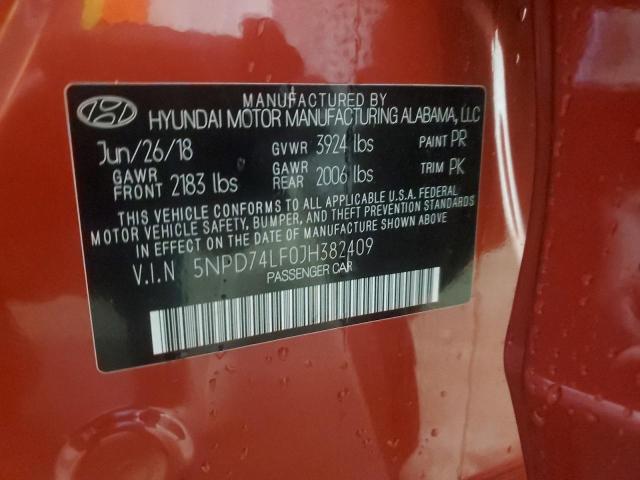 MANUFACTURED BY
HYUNDAI MOTOR MANUFACTURING ALABAMA, LLC
Jun/26/18 GVWR 3924 lbs PAINT PR
GAWR FRONT 2183 lbs GAWR REAR 2006 lbs TRIM PK
THIS VEHICLE CONFORMS TO ALL APPLICABLE U.S.A. FEDERAL
MOTOR VEHICLE SAFETY, BUMPER, AND THEFT PREVENTION STANDARDS
IN EFFECT ON THE DATE OF MANUFACTURE SHOWN ABOVE.
V.I.N 5NPD74LF0JH382409
PASSENGER CAR